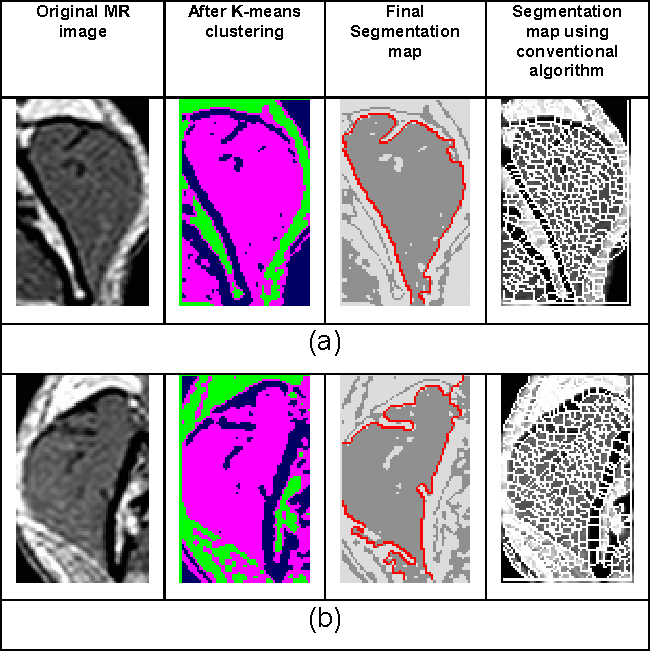 Original MR
image
After K-means
clustering
Final
Segmentation
map
Segmentation
map using
conventional
algorithm
(a)
(b)